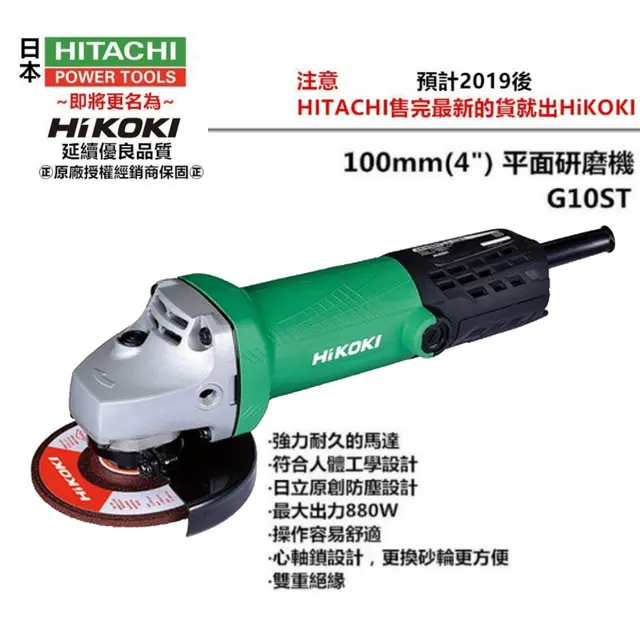 日本
HITACHI
POWER TOOLS
~即將更名為~
HiKOKI
延續優良品質
㊣原廠授權經銷商保固㊣
注意 預計2019後
HITACHI售完最新的貨就出HiKOKI
100mm(4") 平面研磨機
G10ST
HiKOKI
HiKOKI
·強力耐久的馬達
·符合人體工學設計
·日立原創防塵設計
·最大出力880W
·操作容易舒適
·心軸鎖設計，更換砂輪更方便
·雙重絕緣